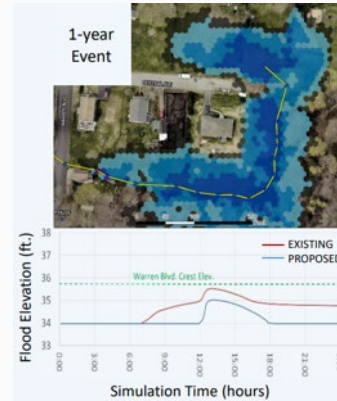 1-year
Event
38
37
36
35
34
33
Flood Elevation (ft.)
Warren Blvd. Crest Elev.
EXISTING
PROPOSED
0:00
3:00
6:00
9:00
12:00
15:00
18:00
21:00
Simulation Time (hours)